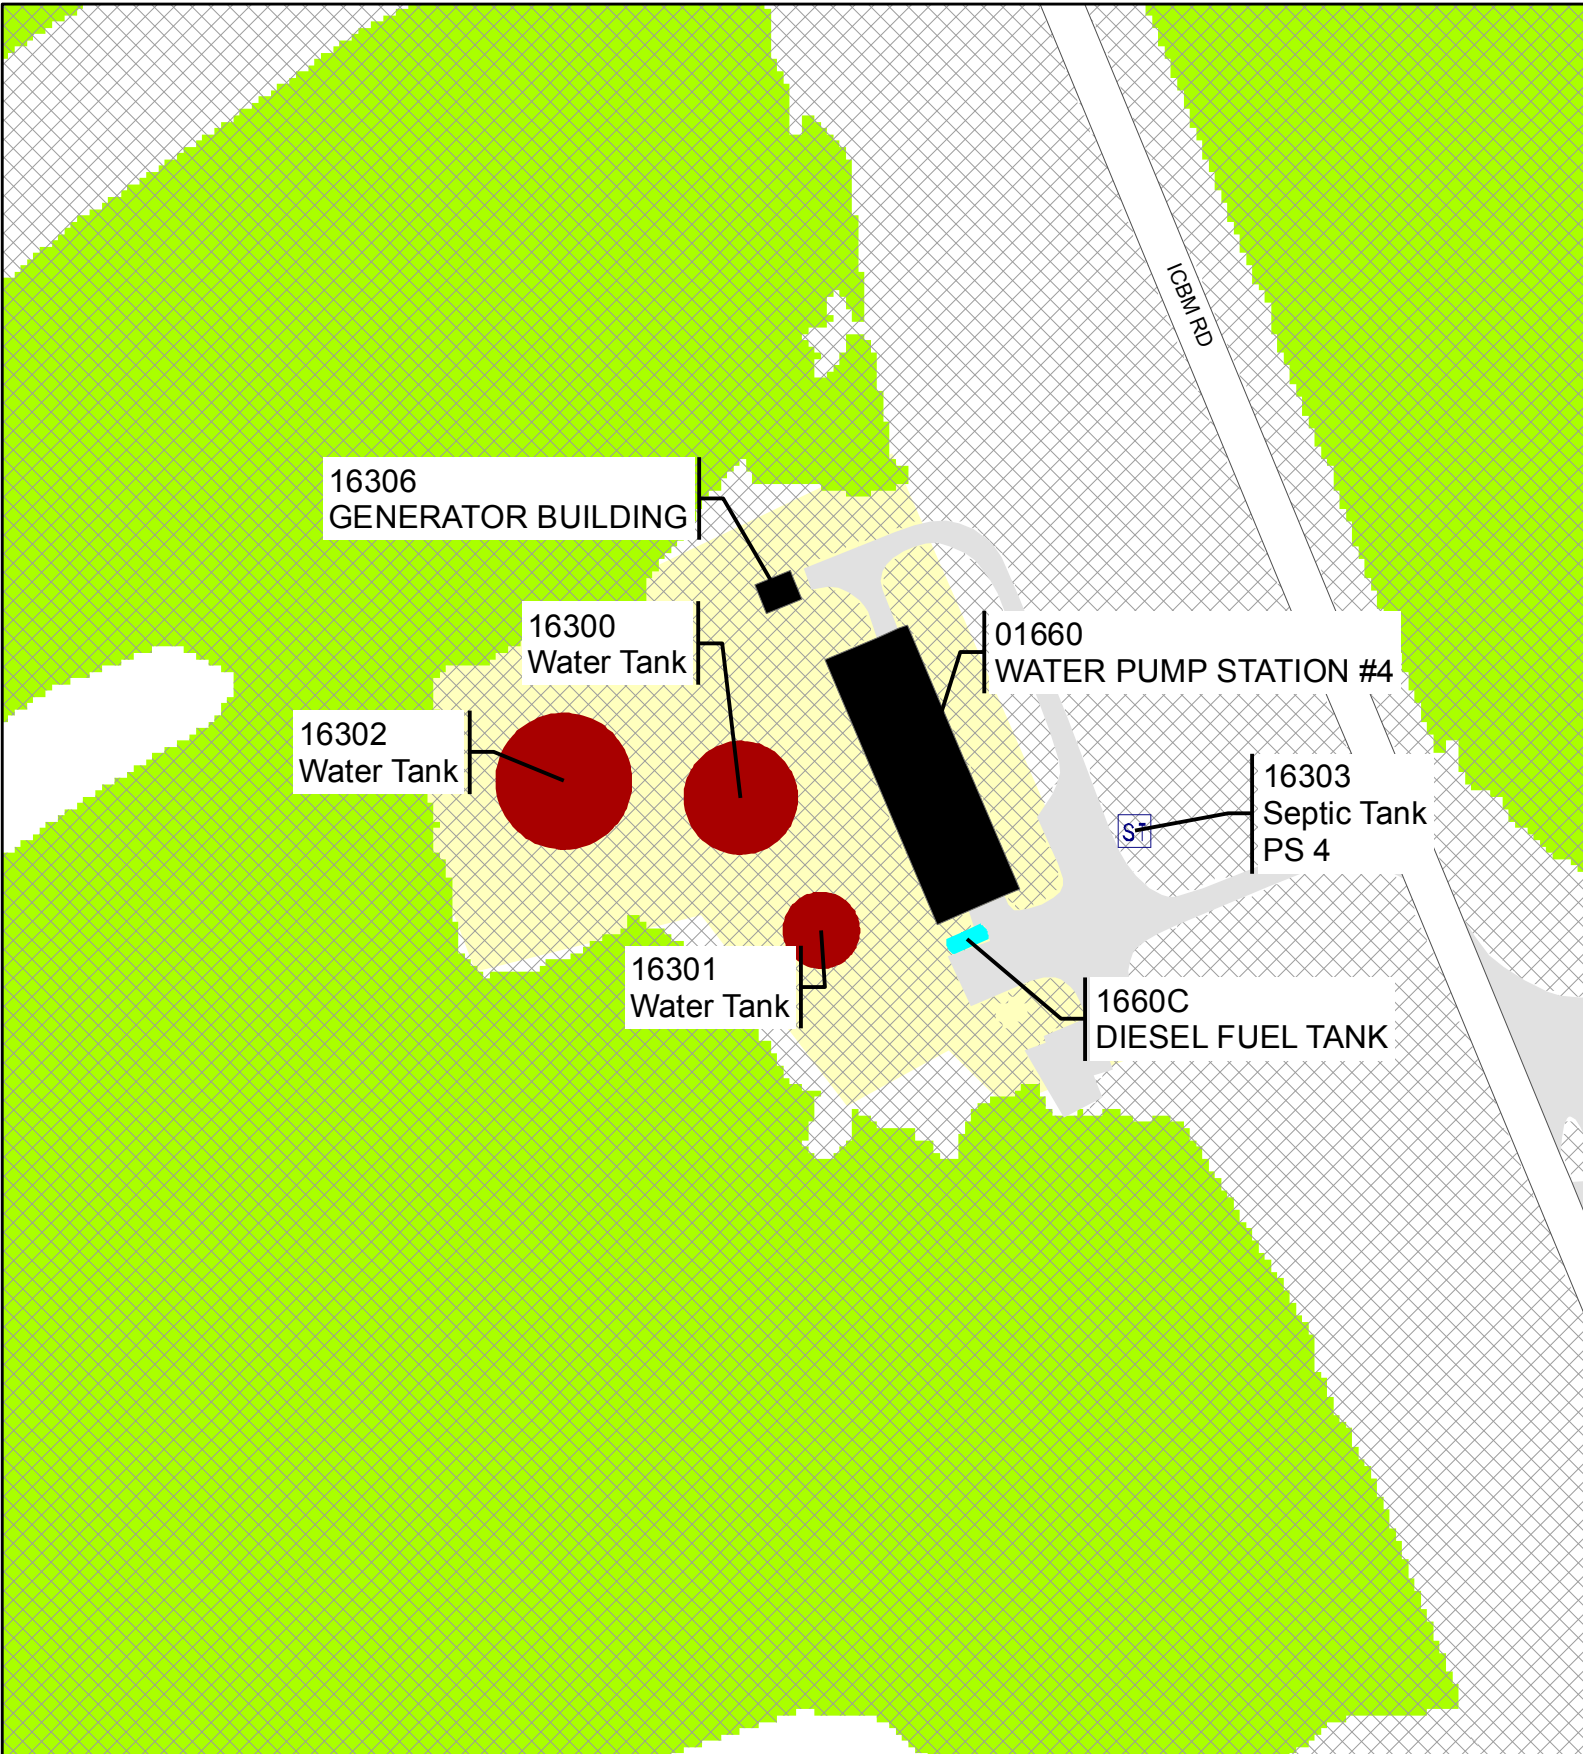 ICBM RD
16306
GENERATOR BUILDING
16300
Water Tank
01660
WATER PUMP STATION #4
16302
Water Tank
16303
Septic Tank
PS 4
ST
16301
Water Tank
1660C
DIESEL FUEL TANK